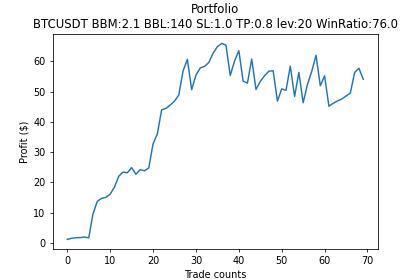 Portfolio
BTCUSDT BBM:2.1 BBL:140 SL:1.0 TP:0.8 lev:20 WinRatio:76.0
Profit ($)
70
60
50
40
30
20
10
0
0 10 20 30 40 50 60 70
Trade counts